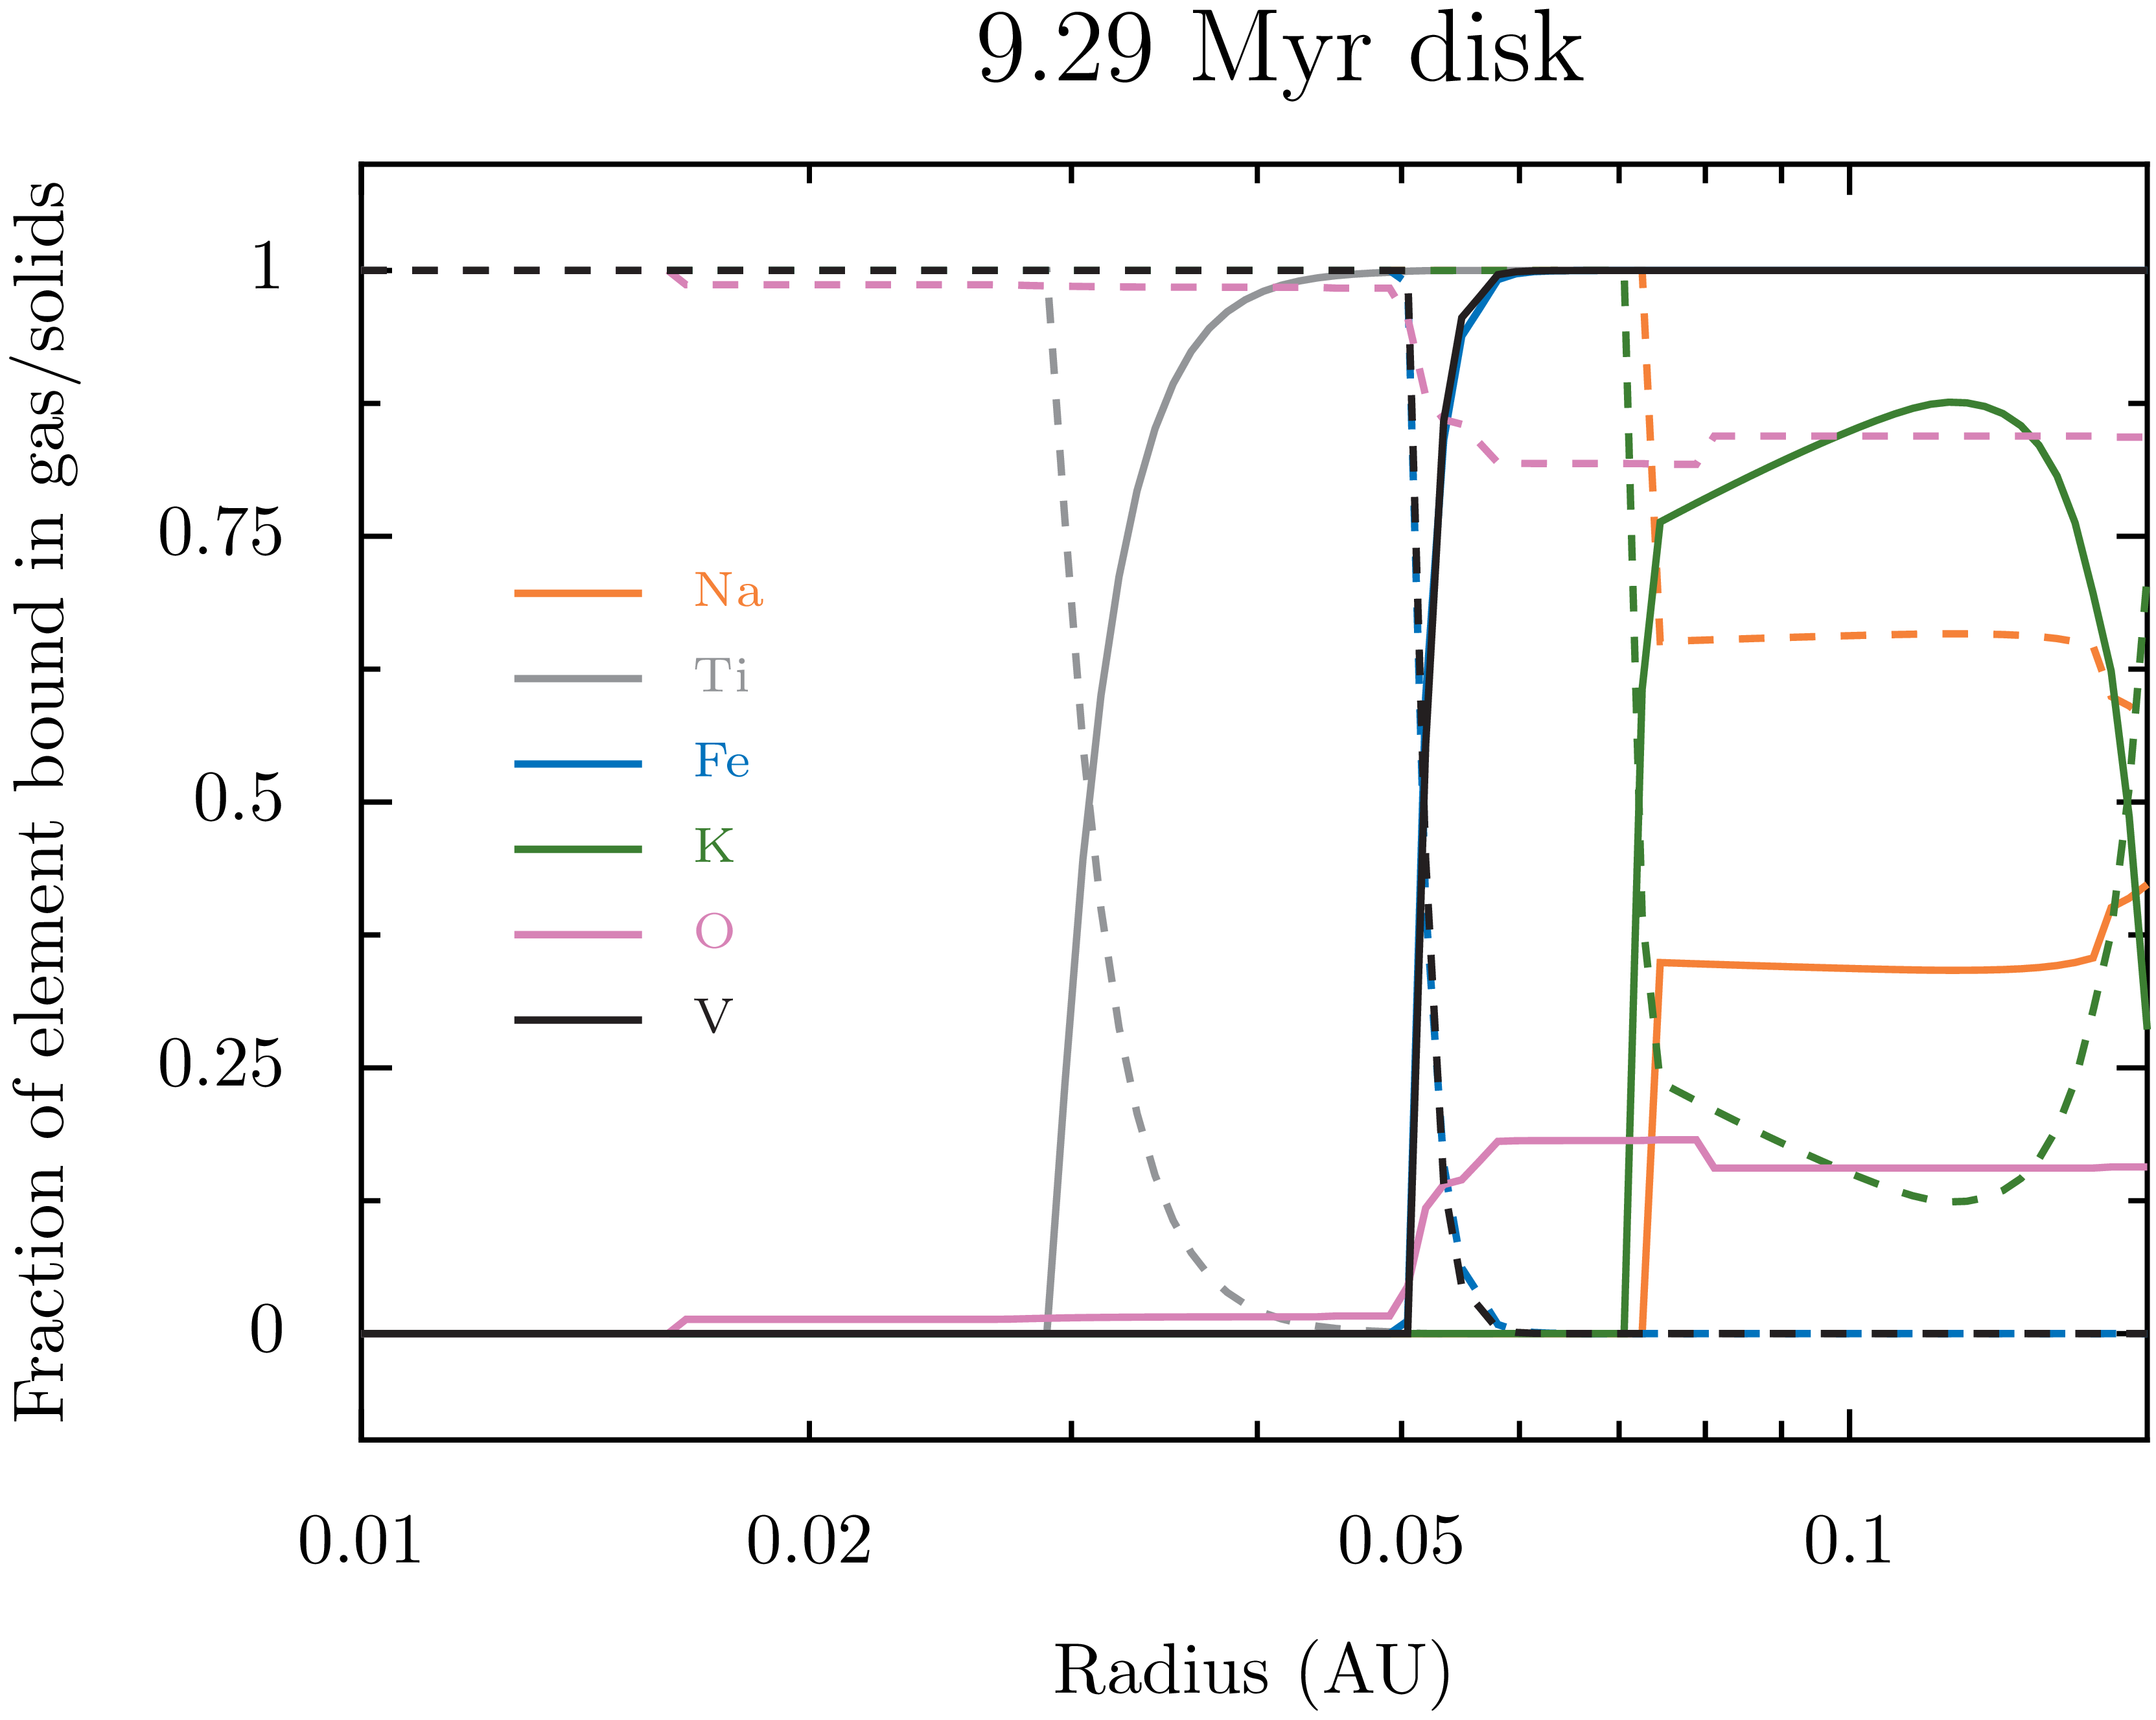 9.29 Myr disk
Fraction of element bound in gas/solids
1
0.75
0.5
0.25
0
Na
Ti
Fe
K
O
V
0.01 0.02 0.05 0.1
Radius (AU)